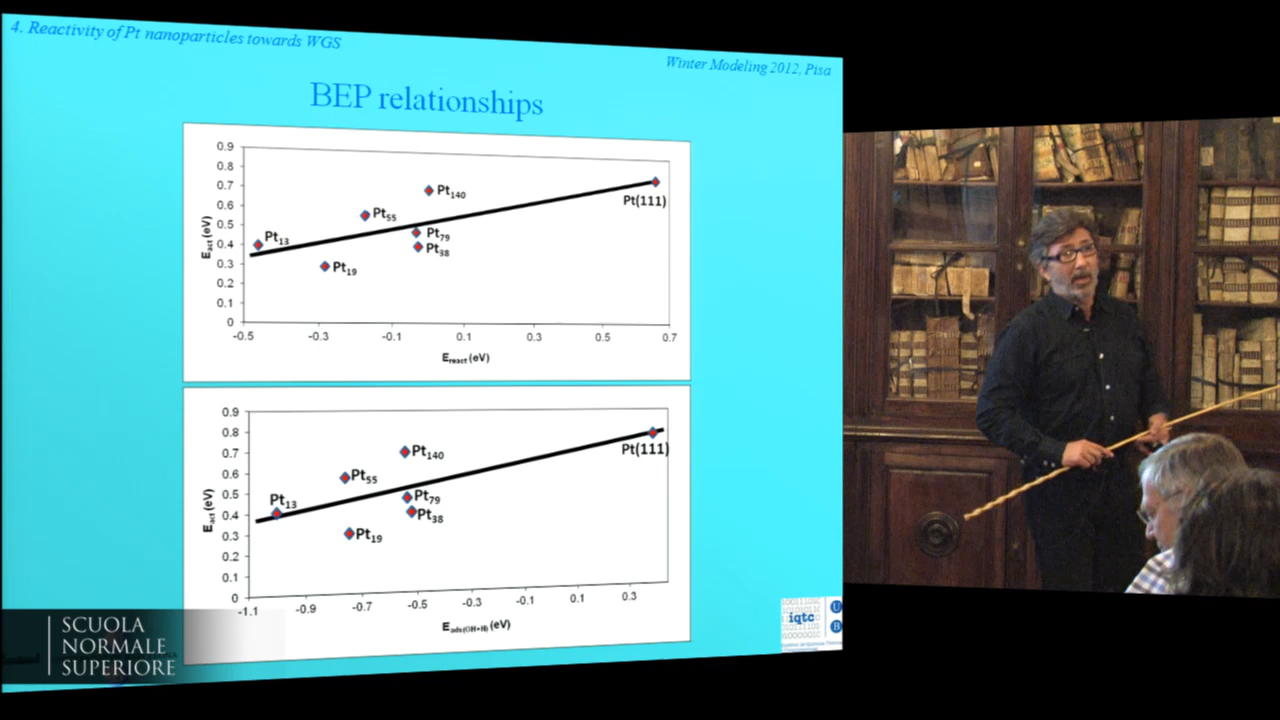 4. Reactivity of Pt nanoparticles towards WGS
Winter Modeling 2012, Pisa
BEP relationships
0.9
0.8
0.7
0.6
0.5
0.4
0.3
0.2
0.1
0
Eact (eV)
Pt140
Pt55
Pt(111)
Pt13
Pt79
Pt38
Pt19
-0.5
-0.3
-0.1
0.1
0.3
0.5
0.7
Ereact (eV)
0.9
0.8
0.7
0.6
0.5
0.4
0.3
0.2
0.1
0
Eact (eV)
Pt140
Pt(111)
Pt55
Pt13
Pt79
Pt38
Pt19
-1.1
-0.9
-0.7
-0.5
-0.3
-0.1
0.1
0.3
Eads(OH+H) (eV)
iqtc
U
B
SCUOLA
NORMALE
SUPERIORE